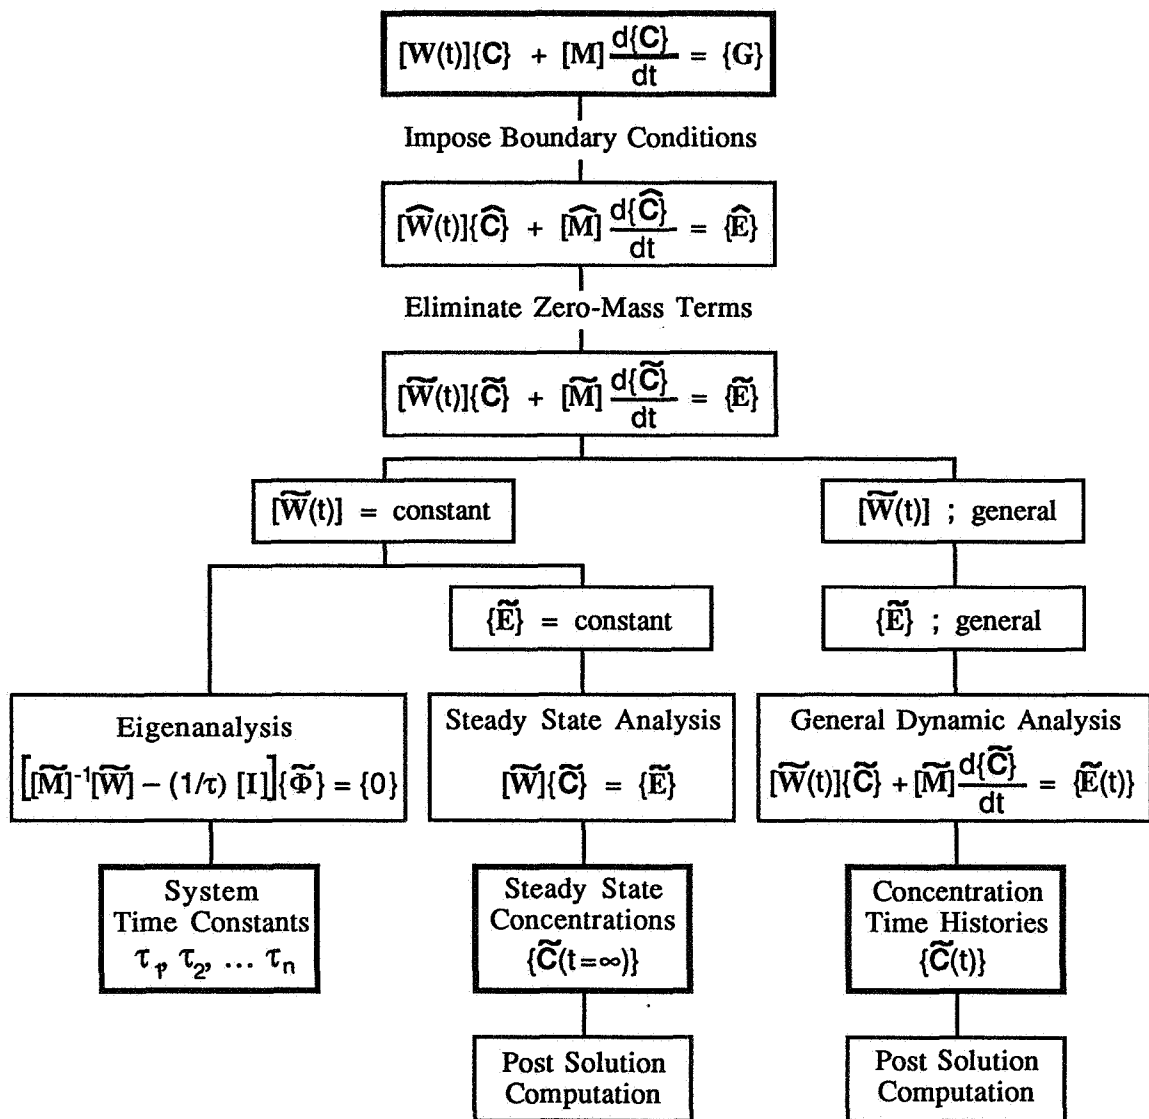 [W(t)]{C} + [M] d{C}/dt = {G}
Impose Boundary Conditions
[Ŵ(t)]{Ĉ} + [M̂] d{Ĉ}/dt = {Ê}
Eliminate Zero-Mass Terms
[W̃(t)]{C̃} + [M̃] d{C̃}/dt = {Ẽ}
[W̃(t)] = constant
[W̃(t)] ; general
{Ẽ} = constant
{Ẽ} ; general
Eigenanalysis
[[M̃]⁻¹[W̃] – (1/τ) [I]]{Φ̃} = {0}
Steady State Analysis
[W̃]{C̃} = {Ẽ}
General Dynamic Analysis
[W̃(t)]{C̃} + [M̃] d{C̃}/dt = {Ẽ(t)}
System
Time Constants
τ₁, τ₂, ... τₙ
Steady State
Concentrations
{C̃(t=∞)}
Concentration
Time Histories
{C̃(t)}
Post Solution
Computation
Post Solution
Computation